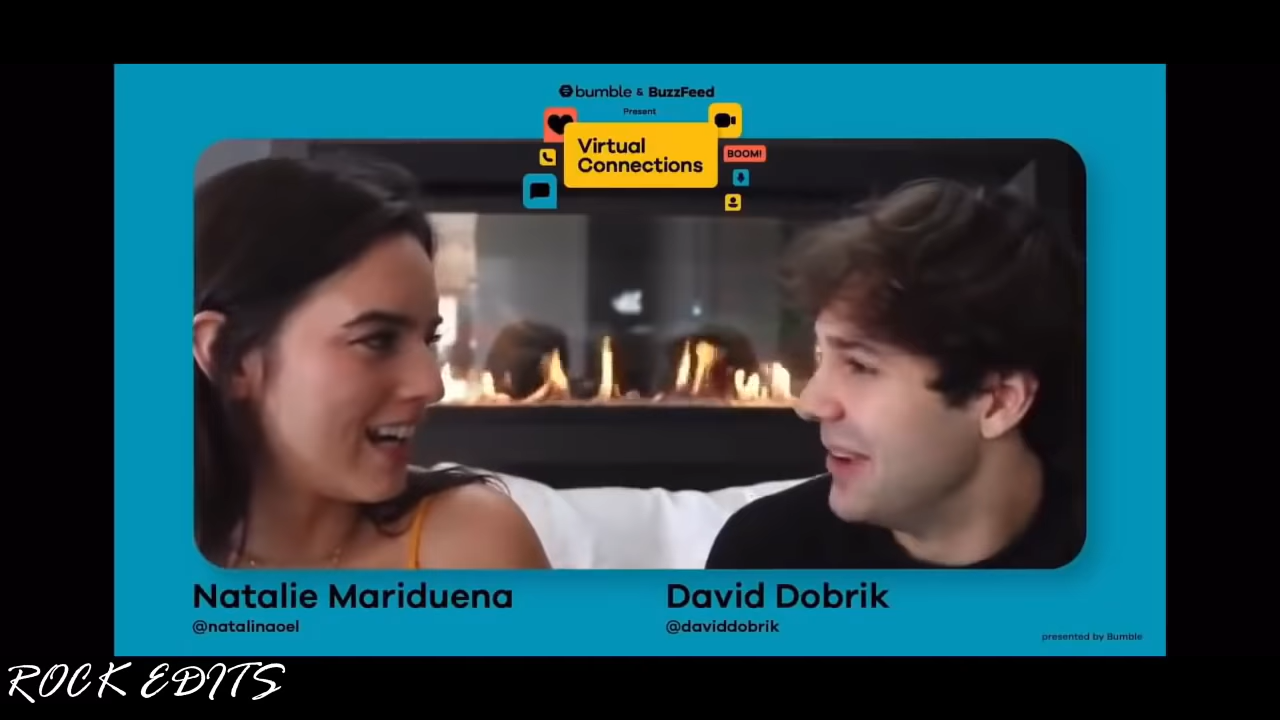 bumble & BuzzFeed
Present
Virtual
Connections
BOOM!
Natalie Mariduena
David Dobrik
@natalinaoel
@daviddobrik
presented by Bumble
ROCK EDITS